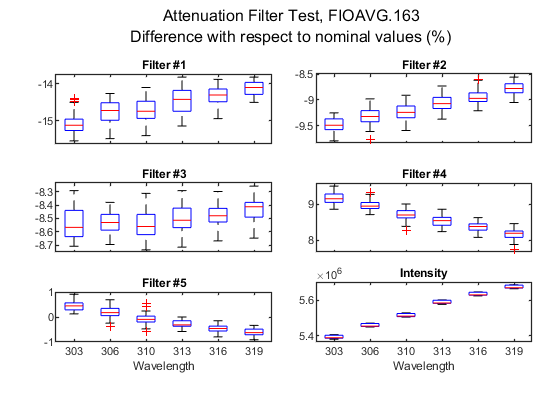 Attenuation Filter Test, FIOAVG.163
Difference with respect to nominal values (%)
Filter #1
-14
-15
Filter #2
-8.5
-9
-9.5
Filter #3
-8.3
-8.4
-8.5
-8.6
-8.7
Filter #4
9
8
Filter #5
1
0
-1
303 306 310 313 316 319
Wavelength
Intensity
×10⁶
5.6
5.4
303 306 310 313 316 319
Wavelength